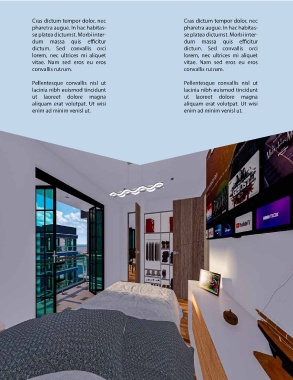 Cras dictum tempor dolor, nec
pharetra augue. In hac habitas-
se platea dictumst. Morbi inter-
dum massa quis efficitur
dictum. Sed convallis orci
lorem, nec ultricies mi aliquet
vitae. Nam sed eros eu eros
convallis rutrum.
Pellentesque convallis nisl ut
lacinia nibh euismod tincidunt
ut laoreet dolore magna
aliquam erat volutpat. Ut wisi
enim ad minim veniam ut.
Cras dictum tempor dolor, nec
pharetra augue. In hac habitas-
se platea dictumst. Morbi inter-
dum massa quis efficitur
dictum. Sed convallis orci
lorem, nec ultricies mi aliquet
vitae. Nam sed eros eu eros
convallis rutrum.
Pellentesque convallis nisl ut
lacinia nibh euismod tincidunt
ut laoreet dolore magna
aliquam erat volutpat. Ut wisi
enim ad minim veniam ut.